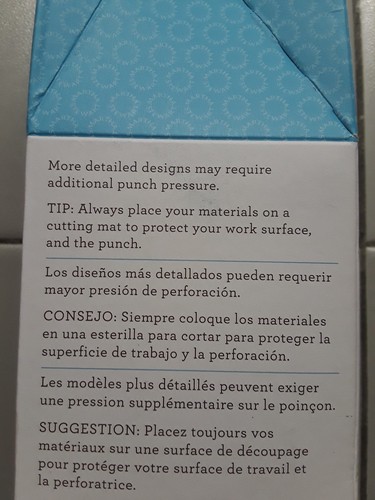 More detailed designs may require
additional punch pressure.
TIP: Always place your materials on a
cutting mat to protect your work surface,
and the punch.
Los diseños más detallados pueden requerir
mayor presión de perforación.
CONSEJO: Siempre coloque los materiales
en una esterilla para cortar para proteger la
superficie de trabajo y la perforación.
Les modèles plus détaillés peuvent exiger
une pression supplémentaire sur le poinçon.
SUGGESTION: Placez toujours vos
matériaux sur une surface de découpage
pour protéger votre surface de travail et
la perforatrice.